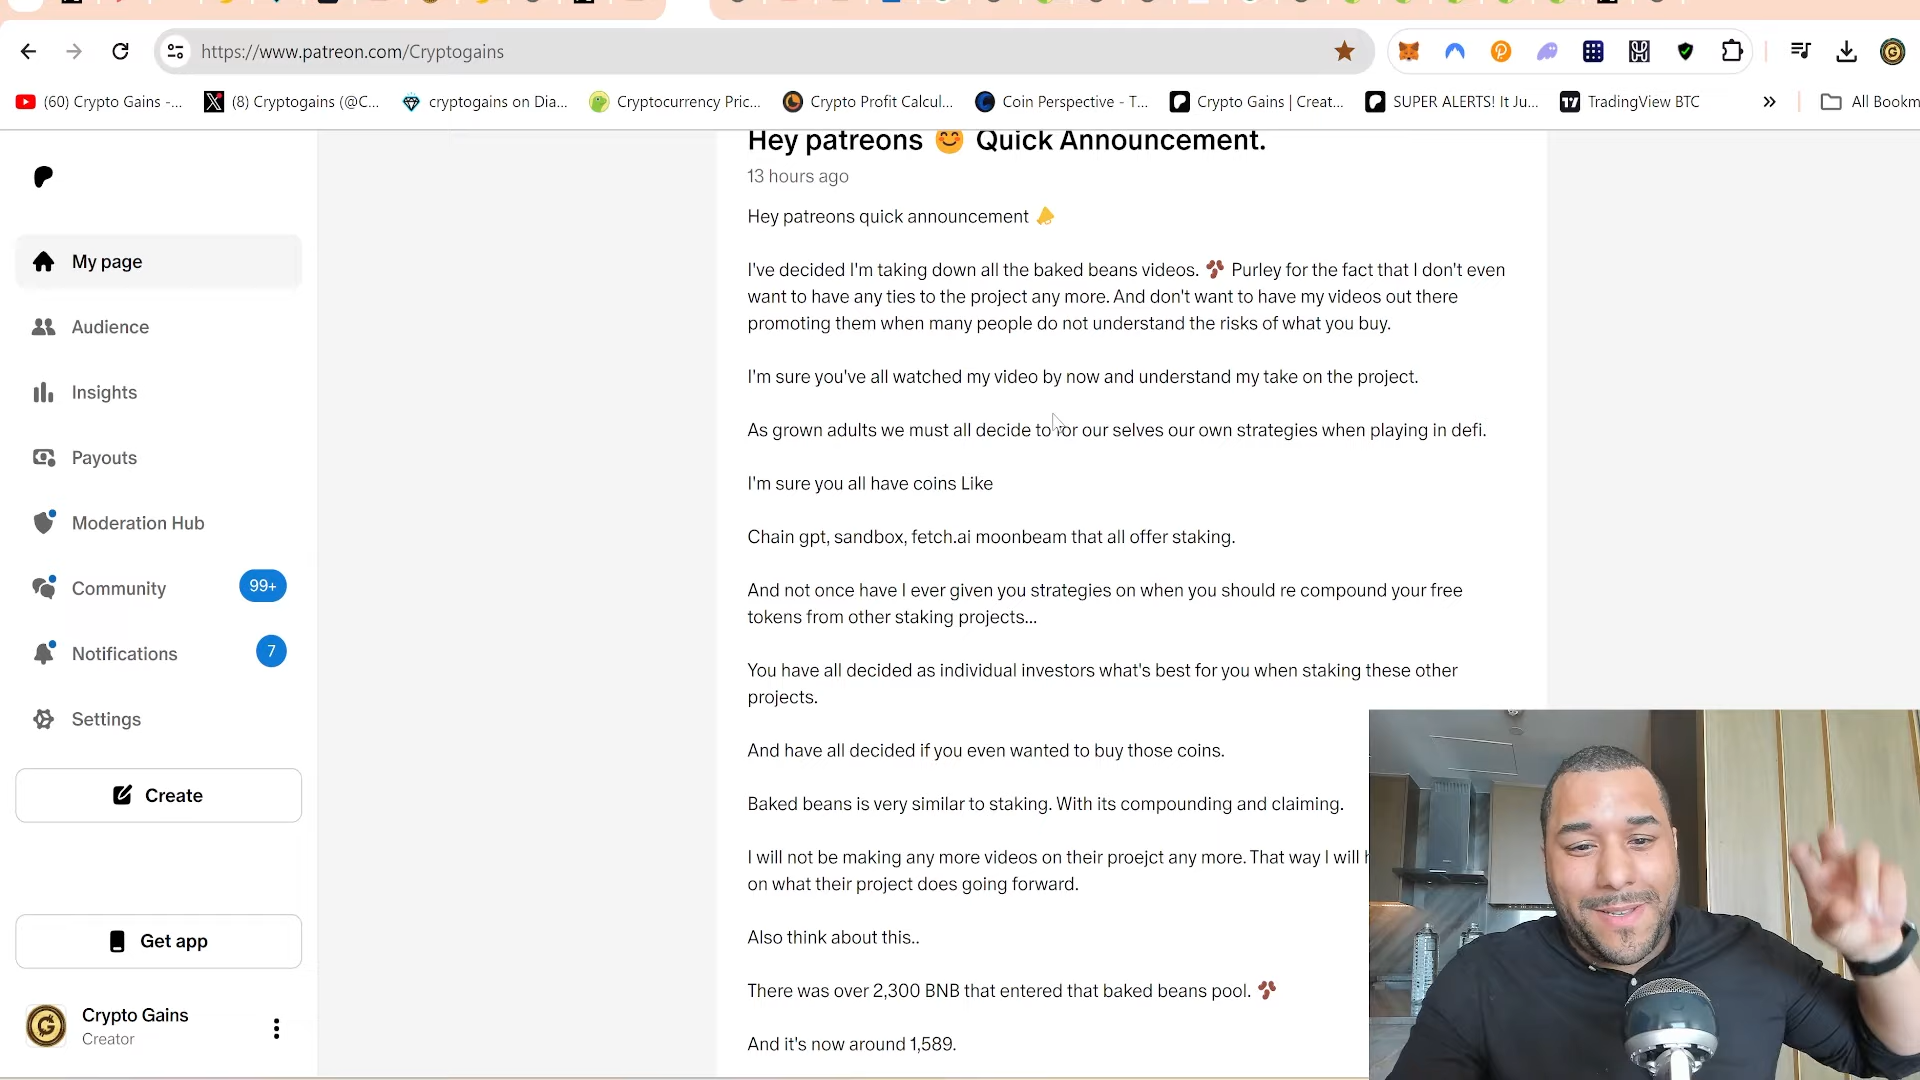 https://www.patreon.com/Cryptogains
(60) Crypto Gains -...
(8) Cryptogains (@C...
cryptogains on Dia...
Cryptocurrency Pric...
Crypto Profit Calcul...
Coin Perspective - T...
Crypto Gains | Creat...
SUPER ALERTS! It Ju...
TradingView BTC
All Bookm
My page
Audience
Insights
Payouts
Moderation Hub
Community
99+
Notifications
7
Settings
Create
Get app
Crypto Gains
Creator
Hey patreons 😊 Quick Announcement.
13 hours ago
Hey patreons quick announcement 📣
I've decided I'm taking down all the baked beans videos. 🫘 Purley for the fact that I don't even
want to have any ties to the project any more. And don't want to have my videos out there
promoting them when many people do not understand the risks of what you buy.
I'm sure you've all watched my video by now and understand my take on the project.
As grown adults we must all decide to for our selves our own strategies when playing in defi.
I'm sure you all have coins Like
Chain gpt, sandbox, fetch.ai moonbeam that all offer staking.
And not once have I ever given you strategies on when you should re compound your free
tokens from other staking projects...
You have all decided as individual investors what's best for you when staking these other
projects.
And have all decided if you even wanted to buy those coins.
Baked beans is very similar to staking. With its compounding and claiming.
I will not be making any more videos on their proejct any more. That way I will
on what their project does going forward.
Also think about this..
There was over 2,300 BNB that entered that baked beans pool. 🫘
And it's now around 1,589.